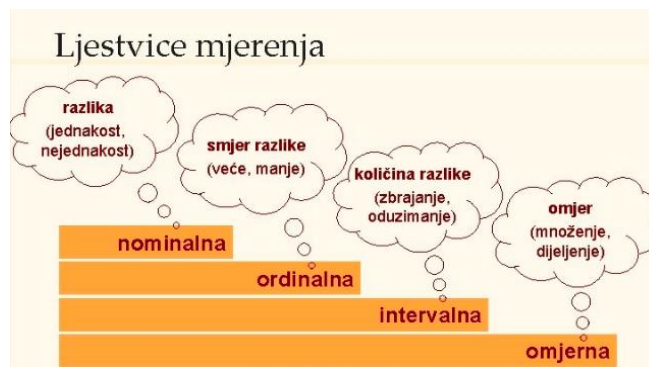 Ljestvice mjerenja
razlika
(jednakost,
nejednakost)
smjer razlike
(veće, manje)
količina razlike
(zbrajanje,
oduzimanje)
omjer
(množenje,
dijeljenje)
nominalna
ordinalna
intervalna
omjerna